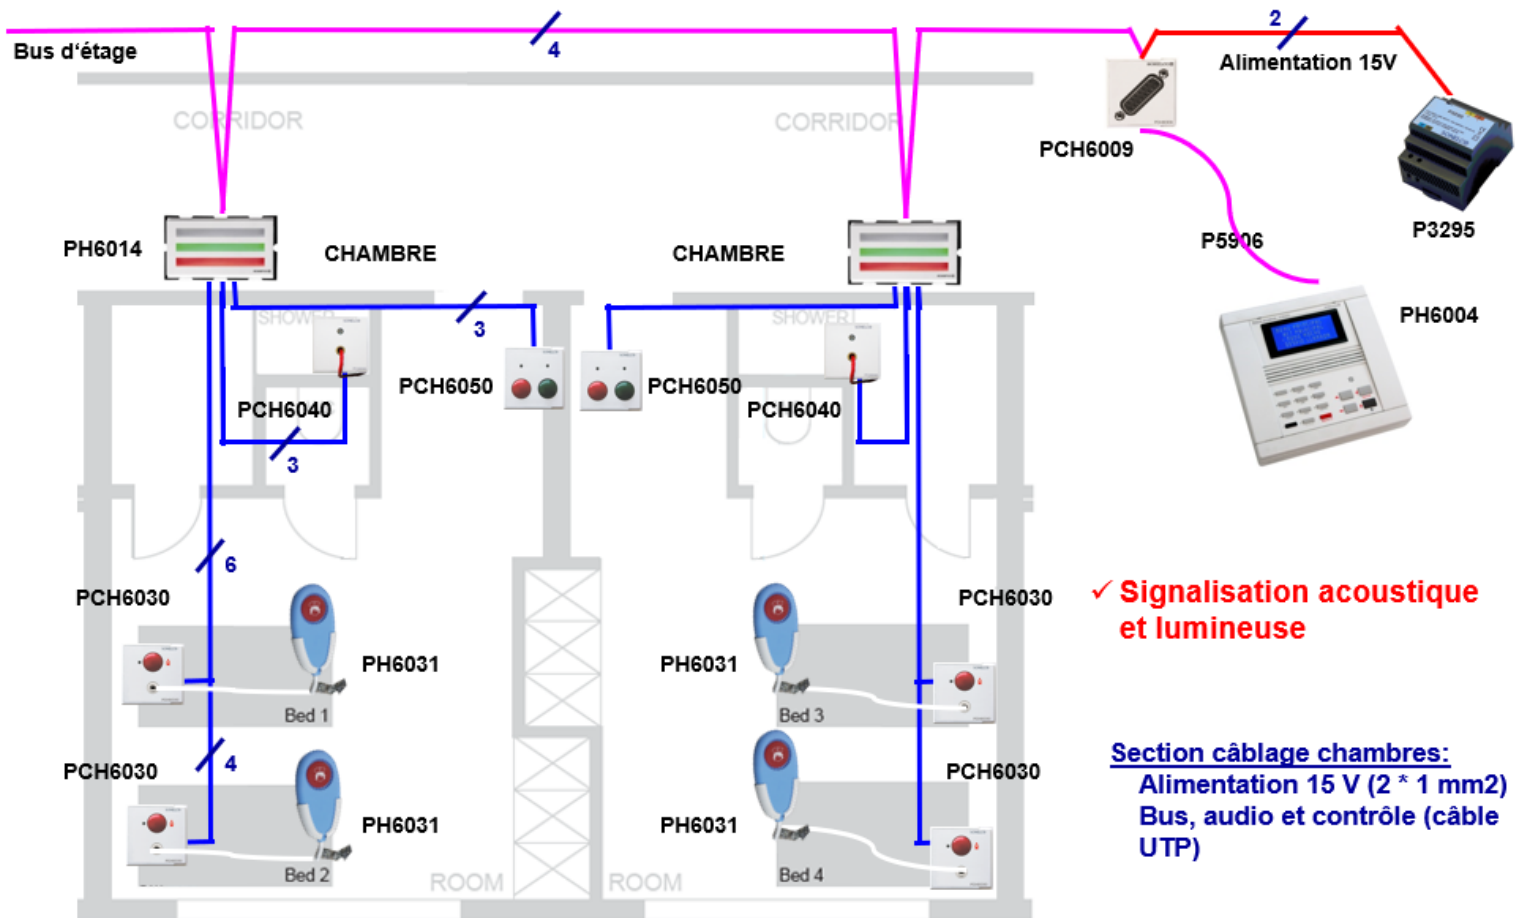 Bus d‘étage
4
2
Alimentation 15V
CORRIDOR
CORRIDOR
PCH6009
P5906
P3295
PH6014
CHAMBRE
CHAMBRE
PH6004
SHOWER
3
SHOWER
PCH6050
PCH6050
PCH6040
PCH6040
3
6
PCH6030
PCH6030
✓ Signalisation acoustique
et lumineuse
PH6031
PH6031
Bed 1
Bed 3
4
PCH6030
PCH6030
Section câblage chambres:
Alimentation 15 V (2 * 1 mm2)
Bus, audio et contrôle (câble
UTP)
PH6031
PH6031
Bed 2
Bed 4
ROOM
ROOM